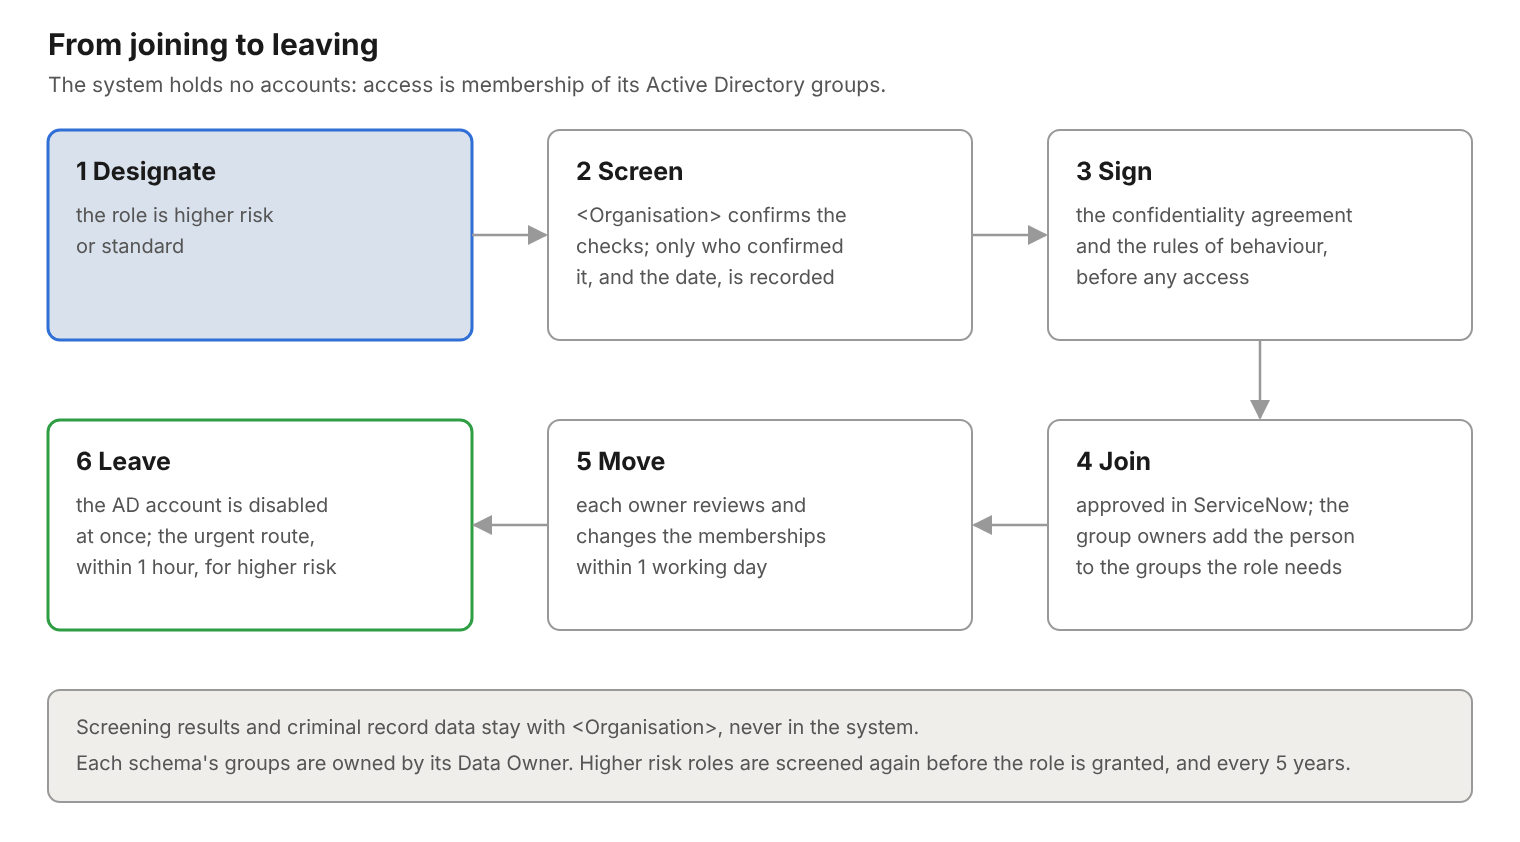 From joining to leaving
The system holds no accounts: access is membership of its Active Directory groups.
1 Designate
the role is higher risk
or standard
2 Screen
<Organisation> confirms the
checks; only who confirmed
it, and the date, is recorded
3 Sign
the confidentiality agreement
and the rules of behaviour,
before any access
4 Join
approved in ServiceNow; the
group owners add the person
to the groups the role needs
5 Move
each owner reviews and
changes the memberships
within 1 working day
6 Leave
the AD account is disabled
at once; the urgent route,
within 1 hour, for higher risk
Screening results and criminal record data stay with <Organisation>, never in the system.
Each schema's groups are owned by its Data Owner. Higher risk roles are screened again before the role is granted, and every 5 years.